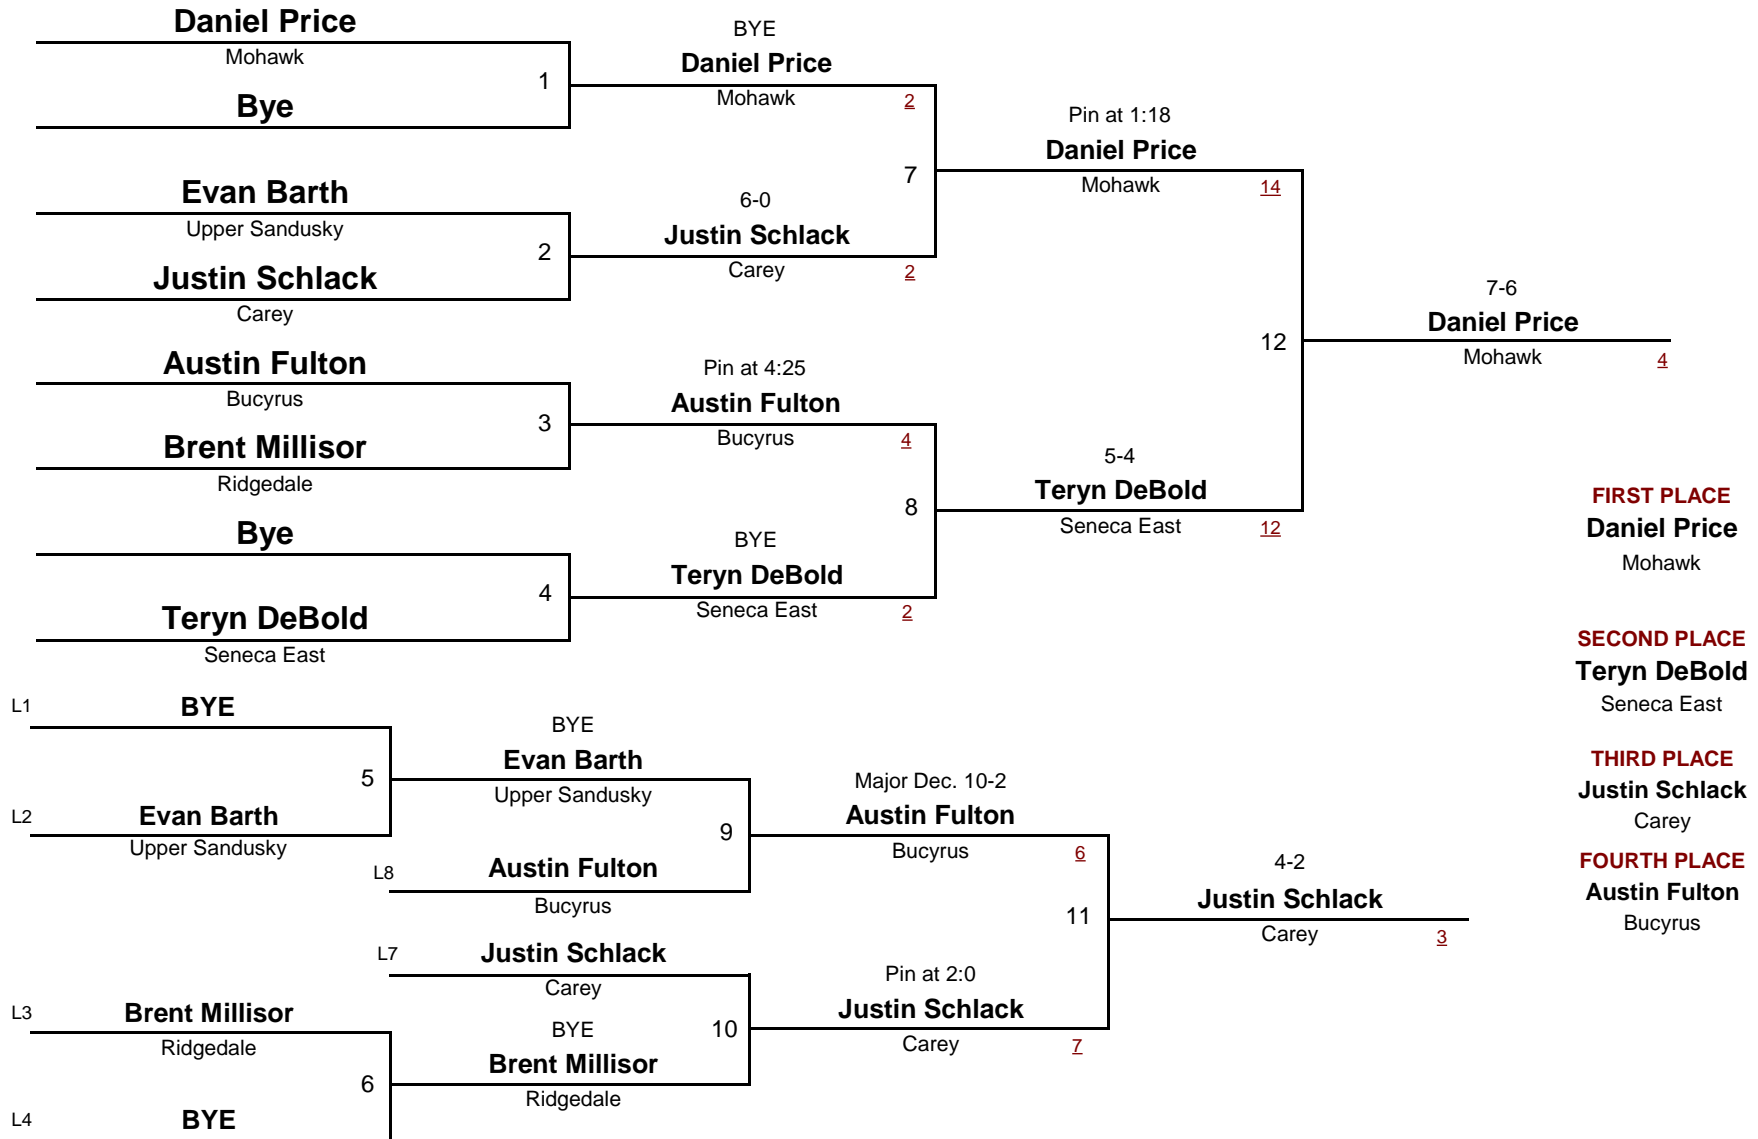 Daniel Price
Mohawk
1
Bye
BYE
Daniel Price
Mohawk
2
Evan Barth
Upper Sandusky
2
Justin Schlack
Carey
6-0
Justin Schlack
Carey
2
7
Pin at 1:18
Daniel Price
Mohawk
14
Austin Fulton
Bucyrus
3
Brent Millisor
Ridgedale
Pin at 4:25
Austin Fulton
Bucyrus
4
Bye
4
Teryn DeBold
Seneca East
BYE
Teryn DeBold
Seneca East
2
8
5-4
Teryn DeBold
Seneca East
12
12
7-6
Daniel Price
Mohawk
4
FIRST PLACE
Daniel Price
Mohawk
SECOND PLACE
Teryn DeBold
Seneca East
THIRD PLACE
Justin Schlack
Carey
FOURTH PLACE
Austin Fulton
Bucyrus
L1
BYE
5
L2
Evan Barth
Upper Sandusky
BYE
Evan Barth
Upper Sandusky
9
L8
Austin Fulton
Bucyrus
Major Dec. 10-2
Austin Fulton
Bucyrus
6
L7
Justin Schlack
Carey
L3
Brent Millisor
Ridgedale
6
L4
BYE
BYE
Brent Millisor
Ridgedale
10
Pin at 2:0
Justin Schlack
Carey
7
11
4-2
Justin Schlack
Carey
3